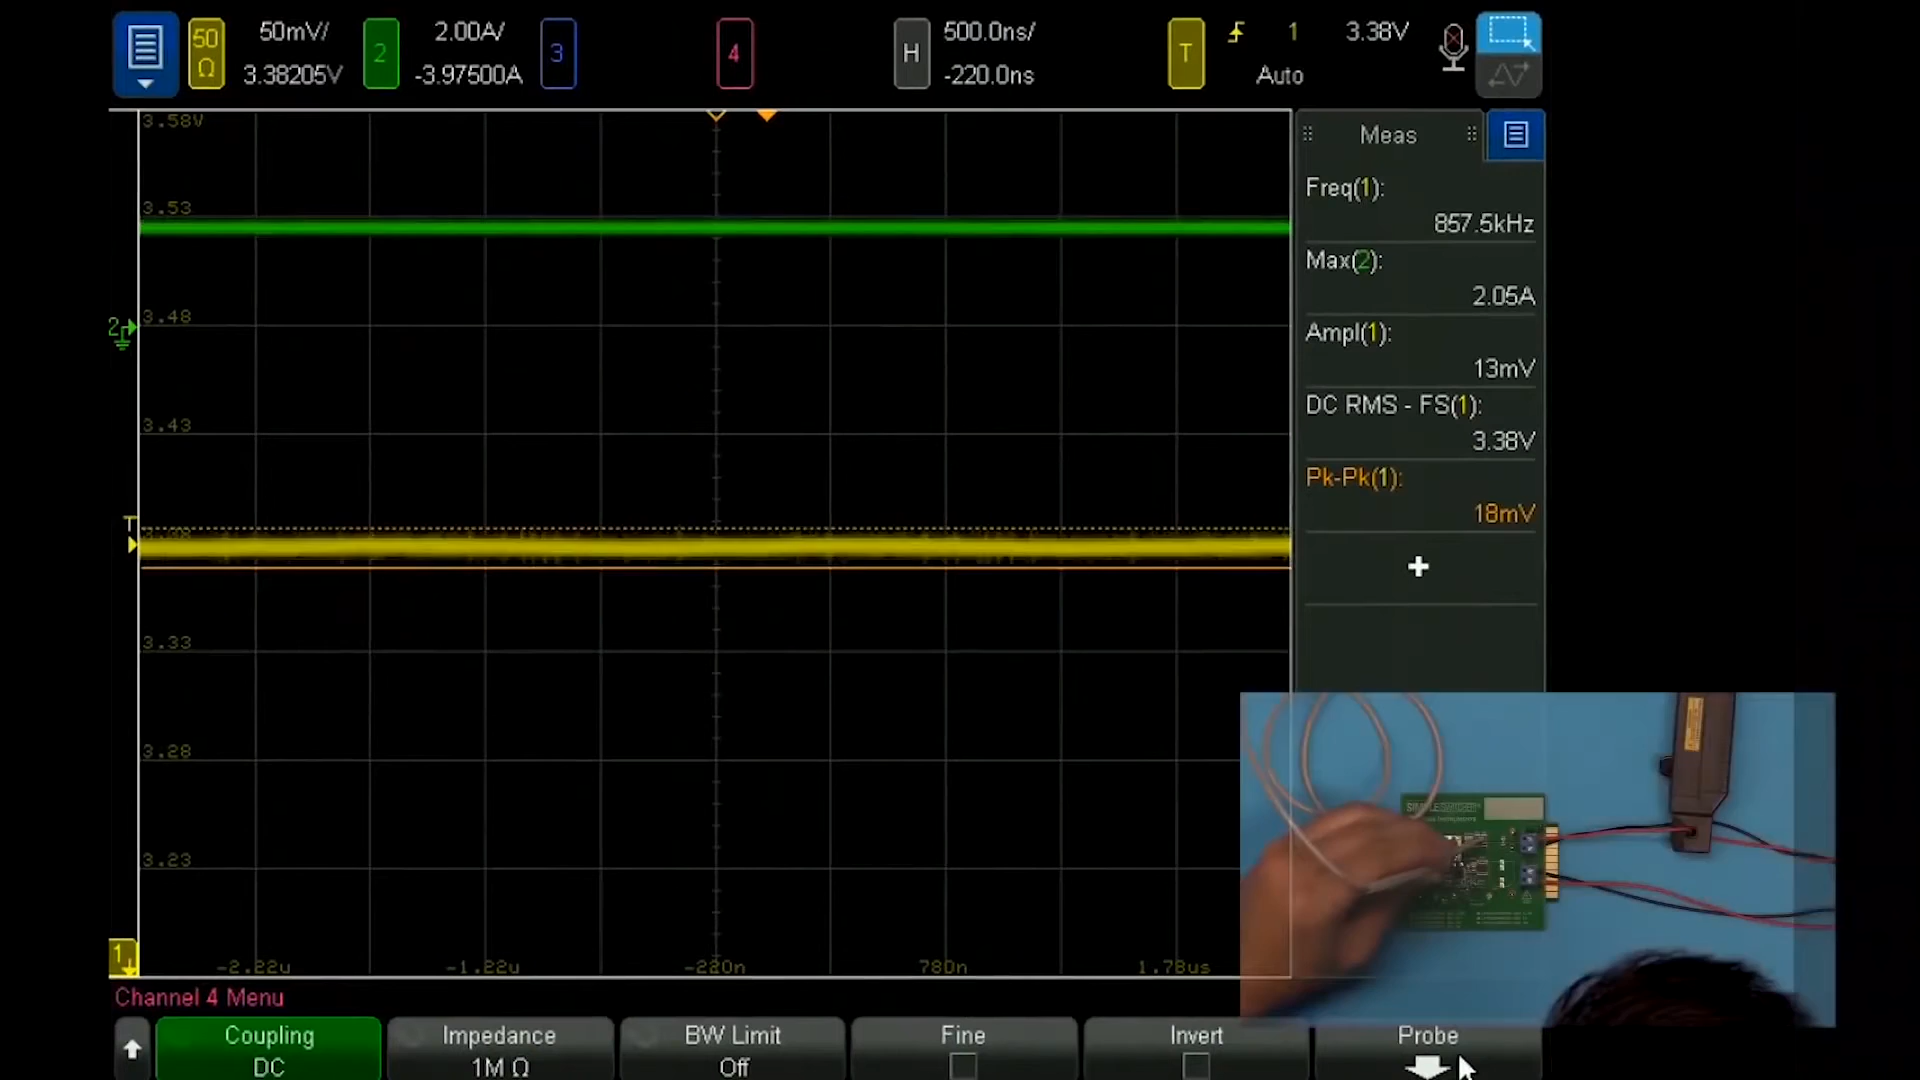 50
Ω
50mV/
3.38205V
2
2.00A/
-3.97500A
3
4
H
500.0ns/
-220.0ns
T
1
3.38V
Auto
3.58V
3.53
3.48
3.43
3.38
3.33
3.28
3.23
2
T
1
-2.22u
-1.22u
-220n
780n
1.78us
Meas
Freq(1):
857.5kHz
Max(2):
2.05A
Ampl(1):
13mV
DC RMS - FS(1):
3.38V
Pk-Pk(1):
18mV
Channel 4 Menu
Coupling
DC
Impedance
1M Ω
BW Limit
Off
Fine
Invert
Probe